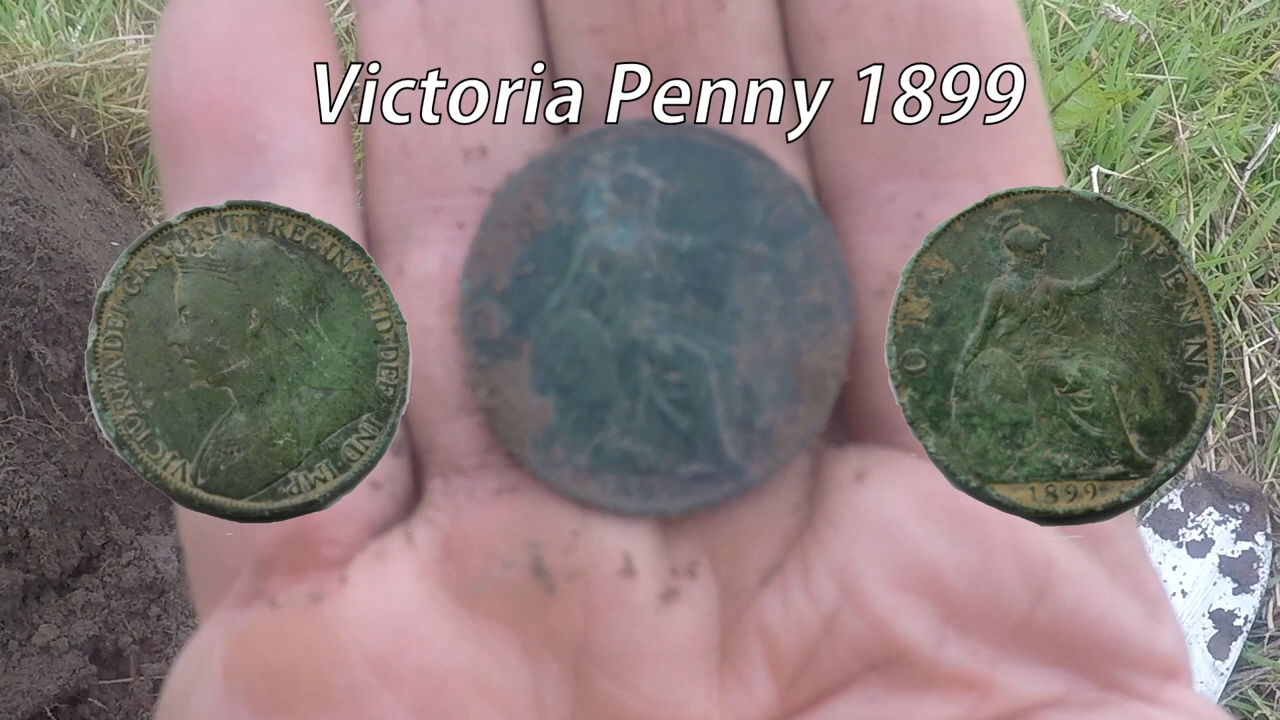 Victoria Penny 1899
VICTORIA·DEI·GRA·BRITT·REGINA·FID·DEF·IND·IMP·
ONE PENNY
1899